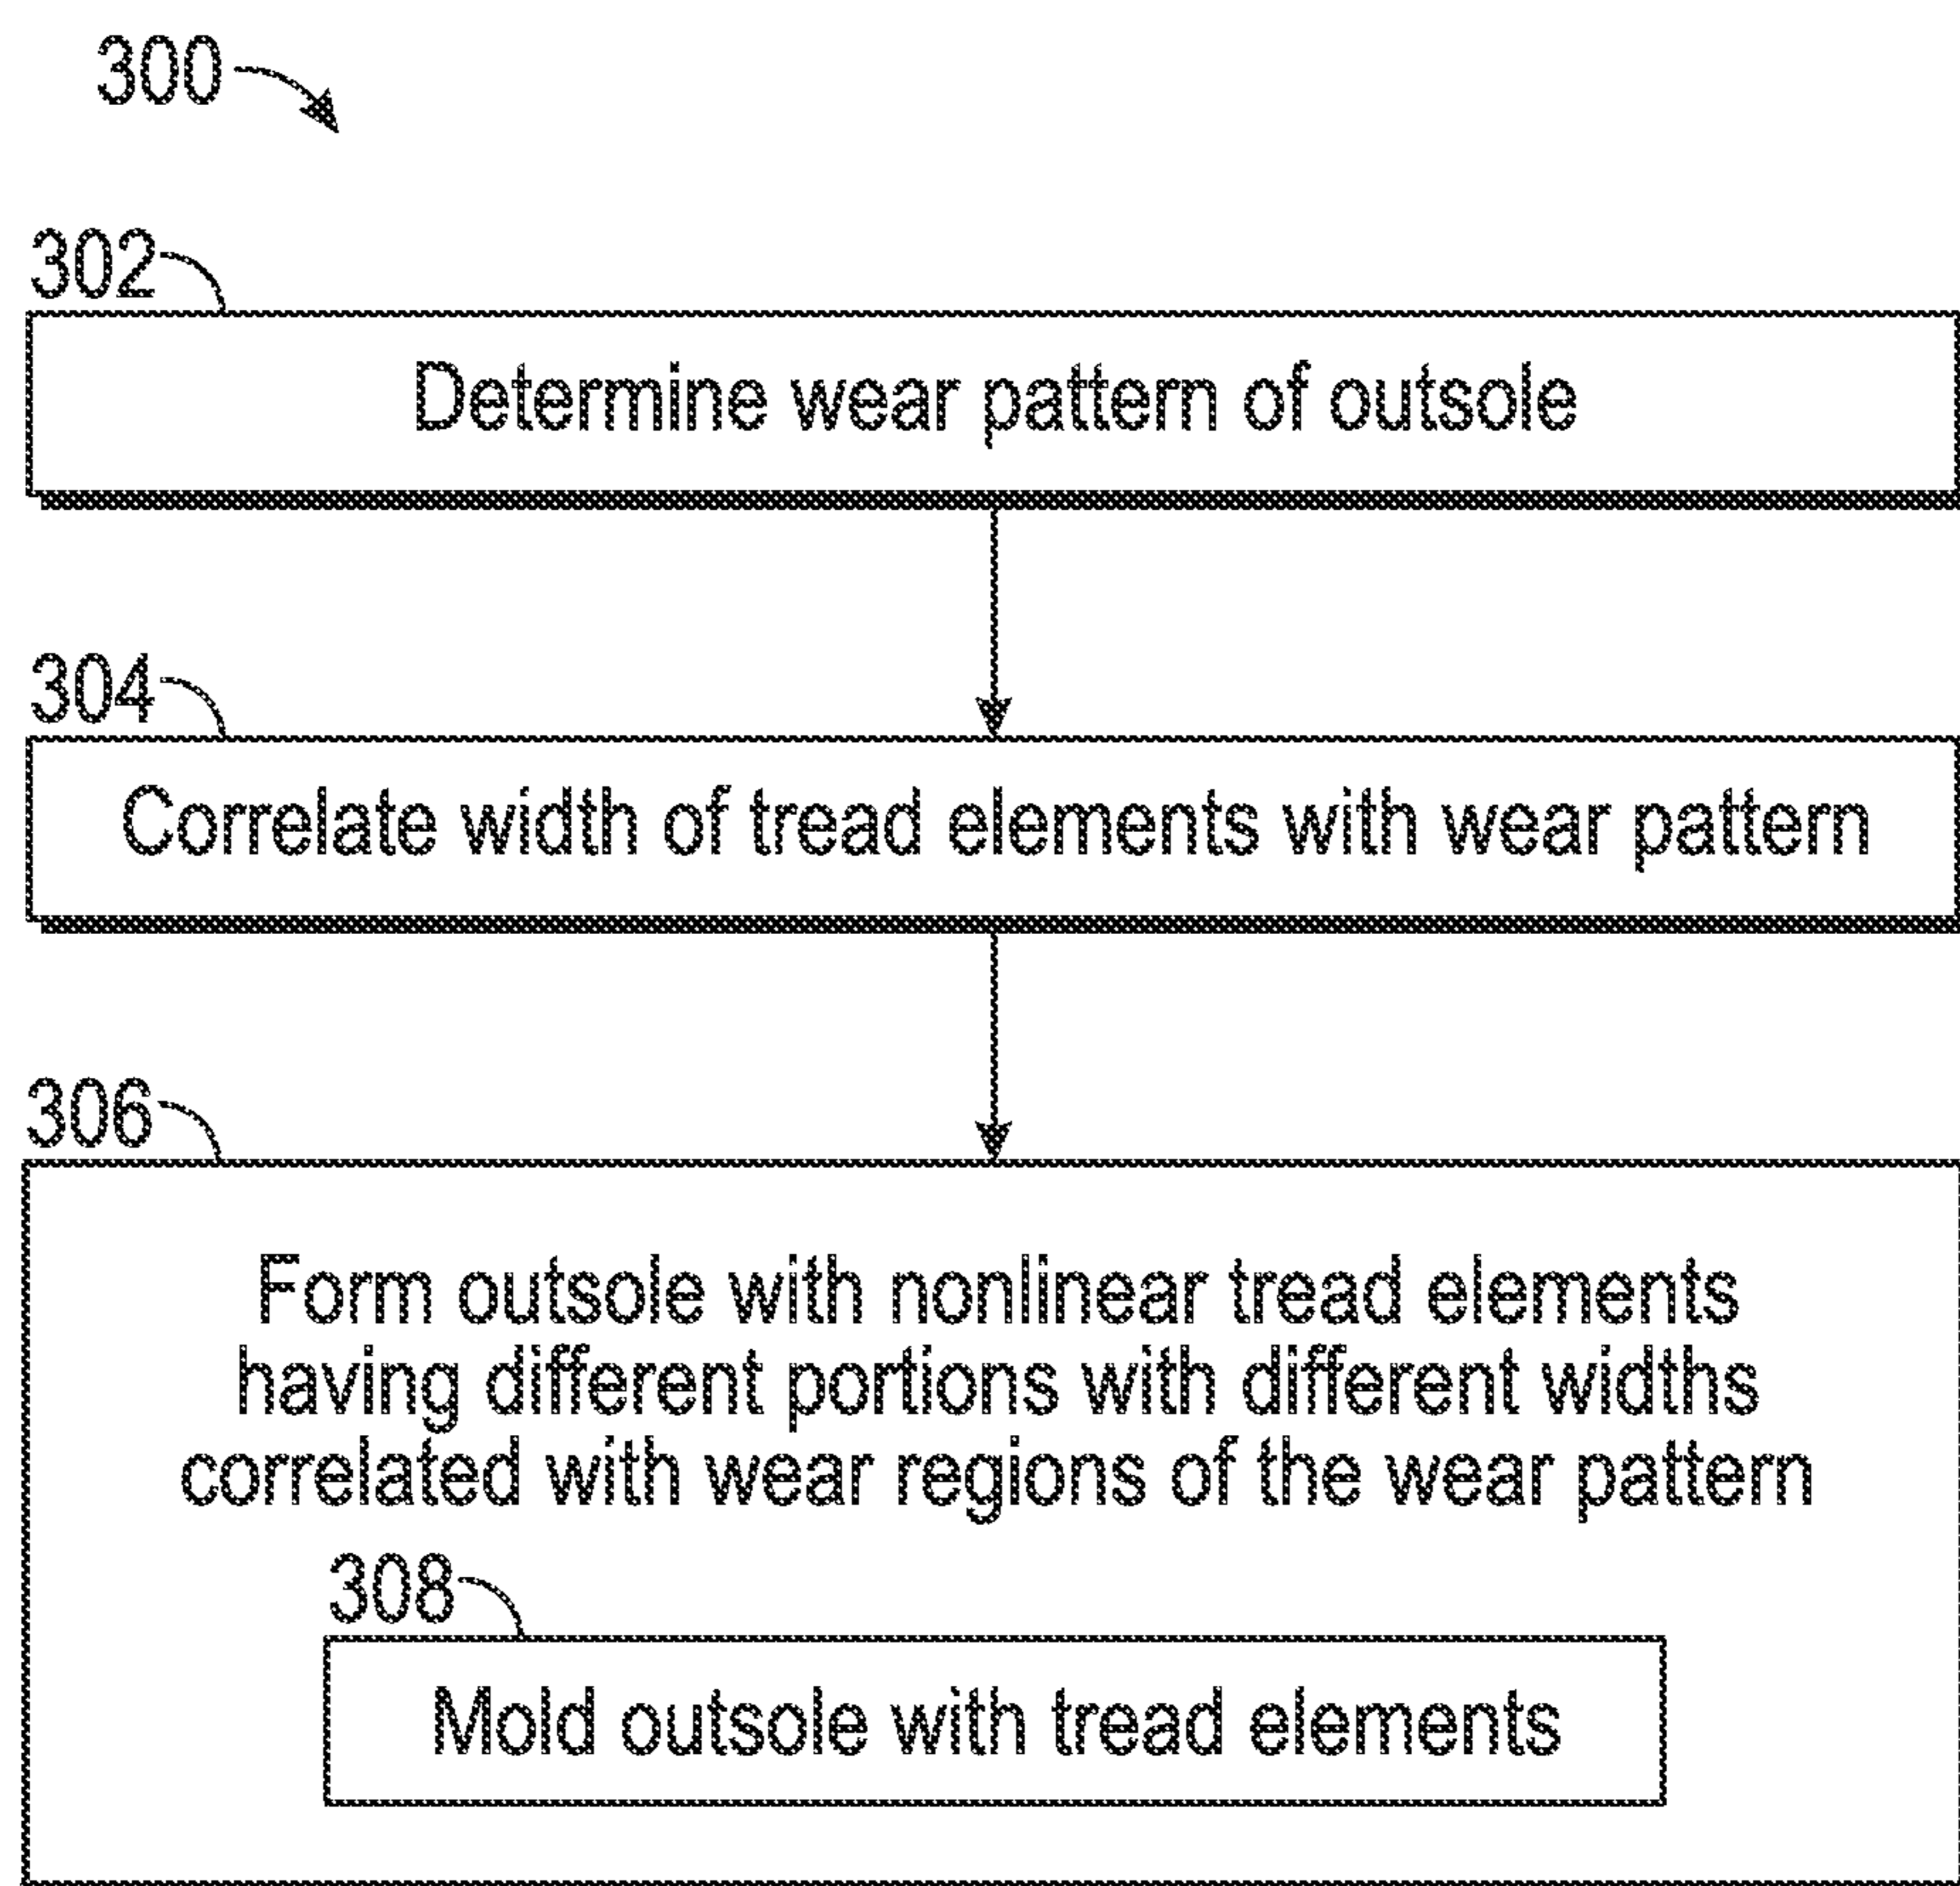 300
302
Determine wear pattern of outsole
304
Correlate width of tread elements with wear pattern
306
Form outsole with nonlinear tread elements
having different portions with different widths
correlated with wear regions of the wear pattern
308
Mold outsole with tread elements